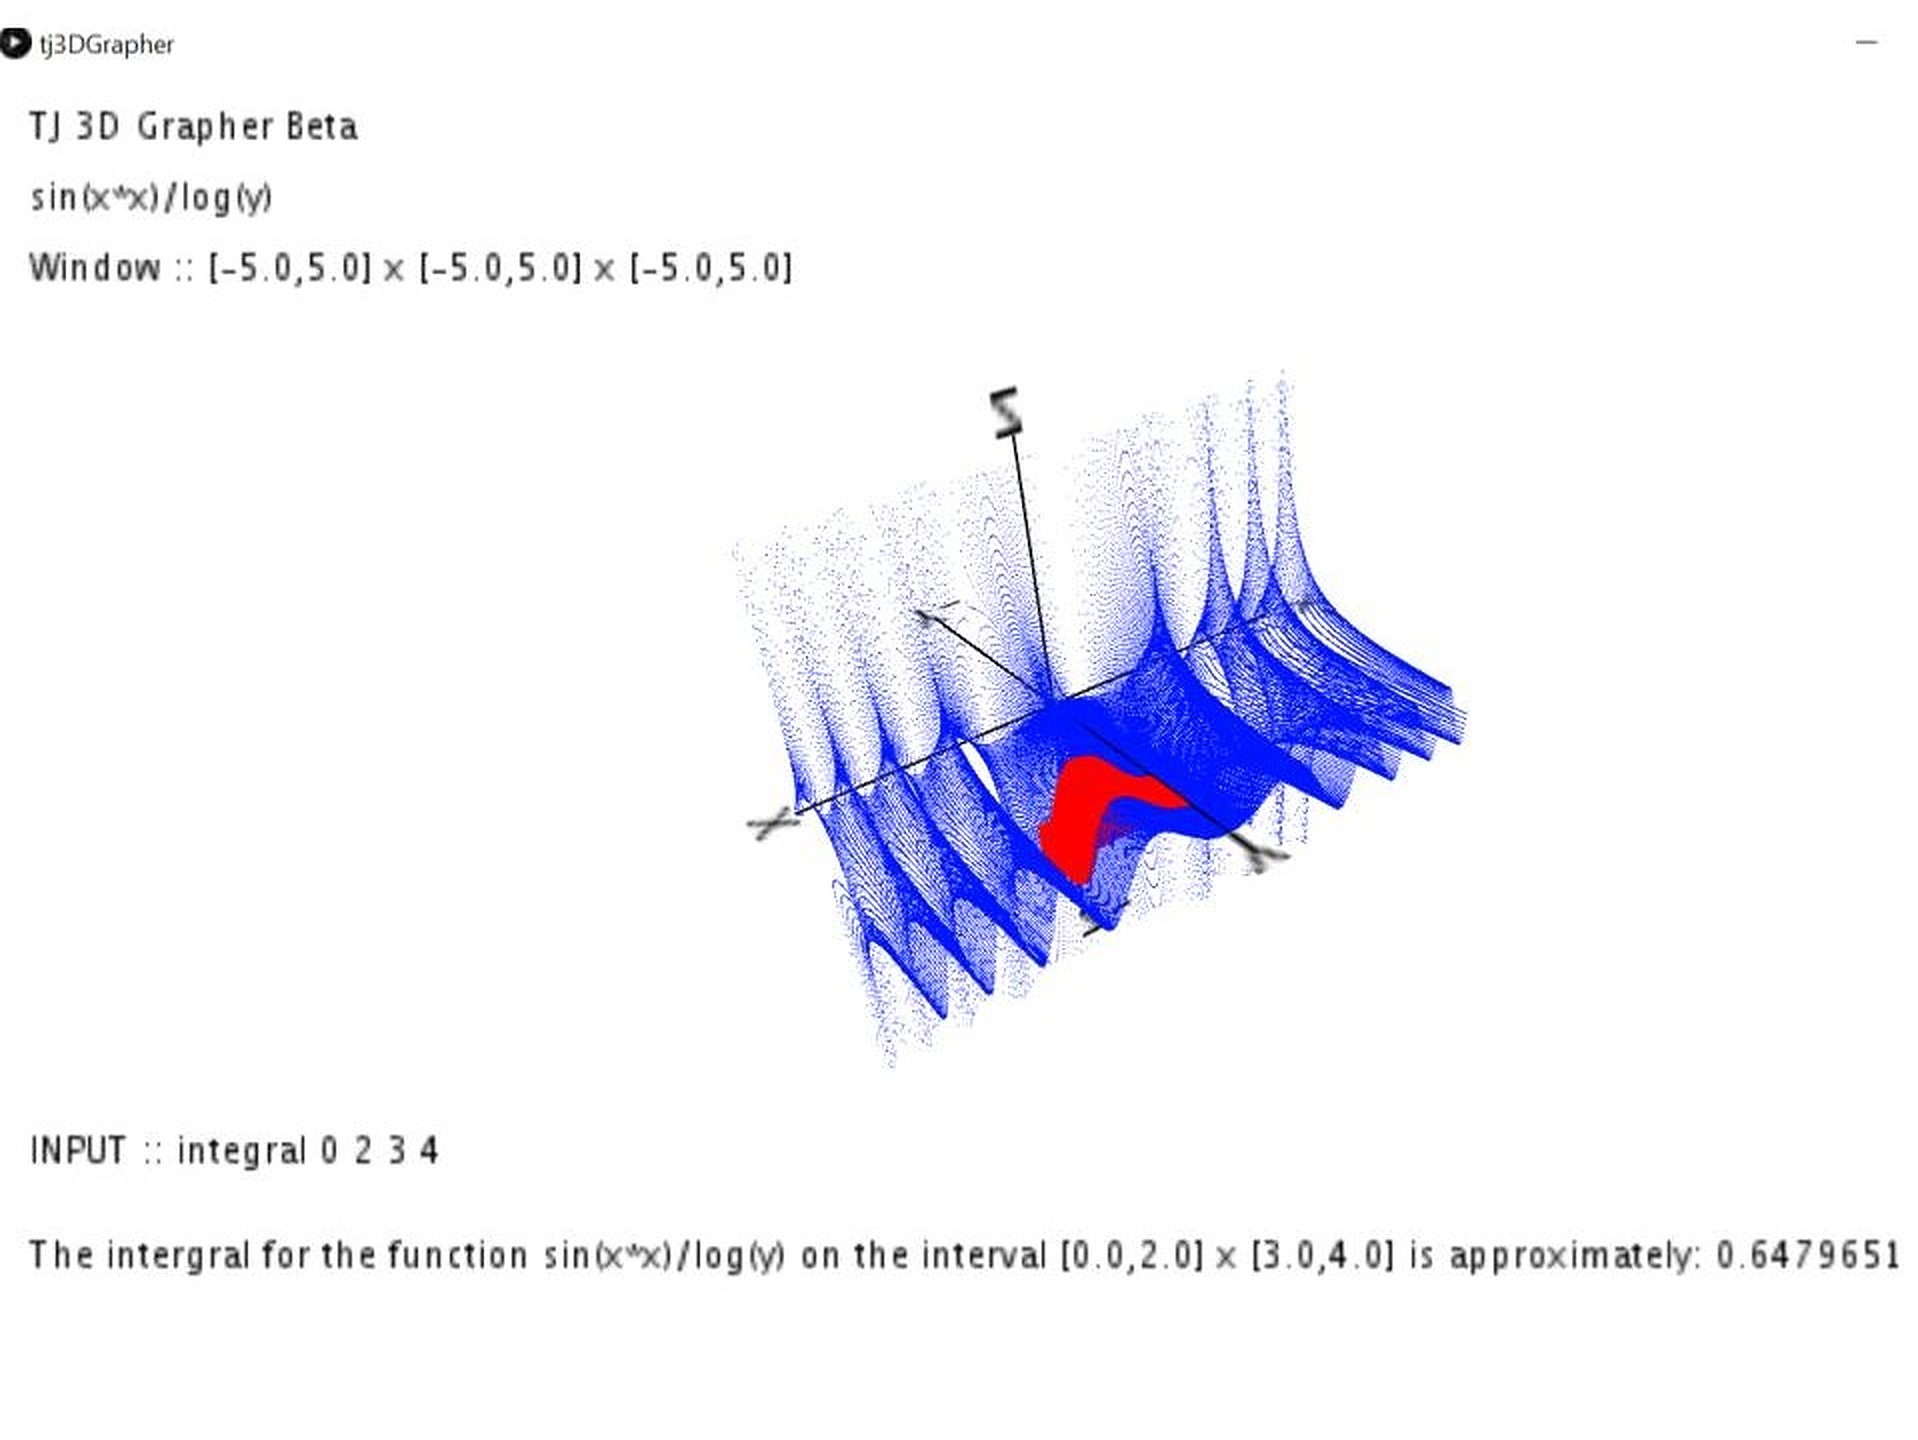 tj3DGrapher
TJ 3D Grapher Beta
sin(x*x)/log(y)
Window :: [-5.0,5.0] x [-5.0,5.0] x [-5.0,5.0]
Z
X
Y
INPUT :: integral 0 2 3 4
The intergral for the function sin(x*x)/log(y) on the interval [0.0,2.0] x [3.0,4.0] is approximately: 0.6479651